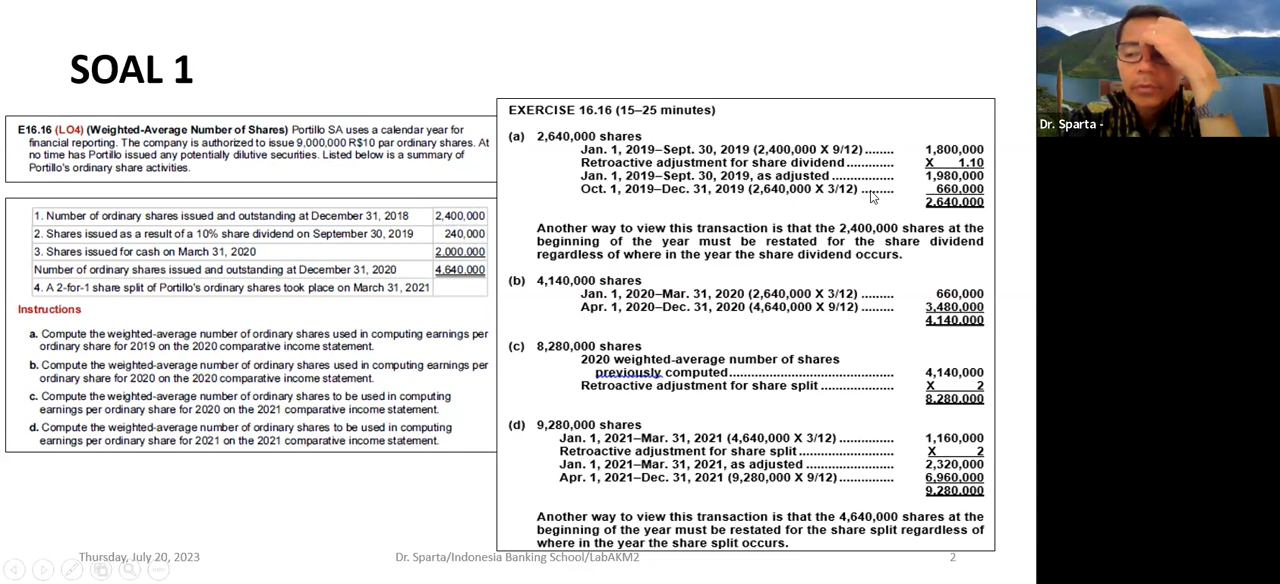 SOAL 1
E16.16 (LO4) (Weighted-Average Number of Shares) Portillo SA uses a calendar year for
financial reporting. The company is authorized to issue 9,000,000 R$10 par ordinary shares. At
no time has Portillo issued any potentially dilutive securities. Listed below is a summary of
Portillo's ordinary share activities.
1. Number of ordinary shares issued and outstanding at December 31, 2018 2,400,000
2. Shares issued as a result of a 10% share dividend on September 30, 2019 240,000
3. Shares issued for cash on March 31, 2020 2,000,000
Number of ordinary shares issued and outstanding at December 31, 2020 4,640,000
4. A 2-for-1 share split of Portillo's ordinary shares took place on March 31, 2021
Instructions
a. Compute the weighted-average number of ordinary shares used in computing earnings per
ordinary share for 2019 on the 2020 comparative income statement.
b. Compute the weighted-average number of ordinary shares used in computing earnings per
ordinary share for 2020 on the 2020 comparative income statement.
c. Compute the weighted-average number of ordinary shares to be used in computing
earnings per ordinary share for 2020 on the 2021 comparative income statement.
d. Compute the weighted-average number of ordinary shares to be used in computing
earnings per ordinary share for 2021 on the 2021 comparative income statement.
EXERCISE 16.16 (15–25 minutes)
(a) 2,640,000 shares
Jan. 1, 2019–Sept. 30, 2019 (2,400,000 X 9/12) ........ 1,800,000
Retroactive adjustment for share dividend ............. X 1.10
Jan. 1, 2019–Sept. 30, 2019, as adjusted ................. 1,980,000
Oct. 1, 2019–Dec. 31, 2019 (2,640,000 X 3/12) ......... 660,000
2,640,000
Another way to view this transaction is that the 2,400,000 shares at the
beginning of the year must be restated for the share dividend
regardless of where in the year the share dividend occurs.
(b) 4,140,000 shares
Jan. 1, 2020–Mar. 31, 2020 (2,640,000 X 3/12) ......... 660,000
Apr. 1, 2020–Dec. 31, 2020 (4,640,000 X 9/12) ......... 3,480,000
4,140,000
(c) 8,280,000 shares
2020 weighted-average number of shares
previously computed ............................................. 4,140,000
Retroactive adjustment for share split .................... X 2
8,280,000
(d) 9,280,000 shares
Jan. 1, 2021–Mar. 31, 2021 (4,640,000 X 3/12) ............... 1,160,000
Retroactive adjustment for share split .......................... X 2
Jan. 1, 2021–Mar. 31, 2021, as adjusted ........................ 2,320,000
Apr. 1, 2021–Dec. 31, 2021 (9,280,000 X 9/12) ............... 6,960,000
9,280,000
Another way to view this transaction is that the 4,640,000 shares at the
beginning of the year must be restated for the share split regardless of
where in the year the share split occurs.
Thursday, July 20, 2023
Dr. Sparta/Indonesia Banking School/LabAKM2
2
Dr. Sparta -